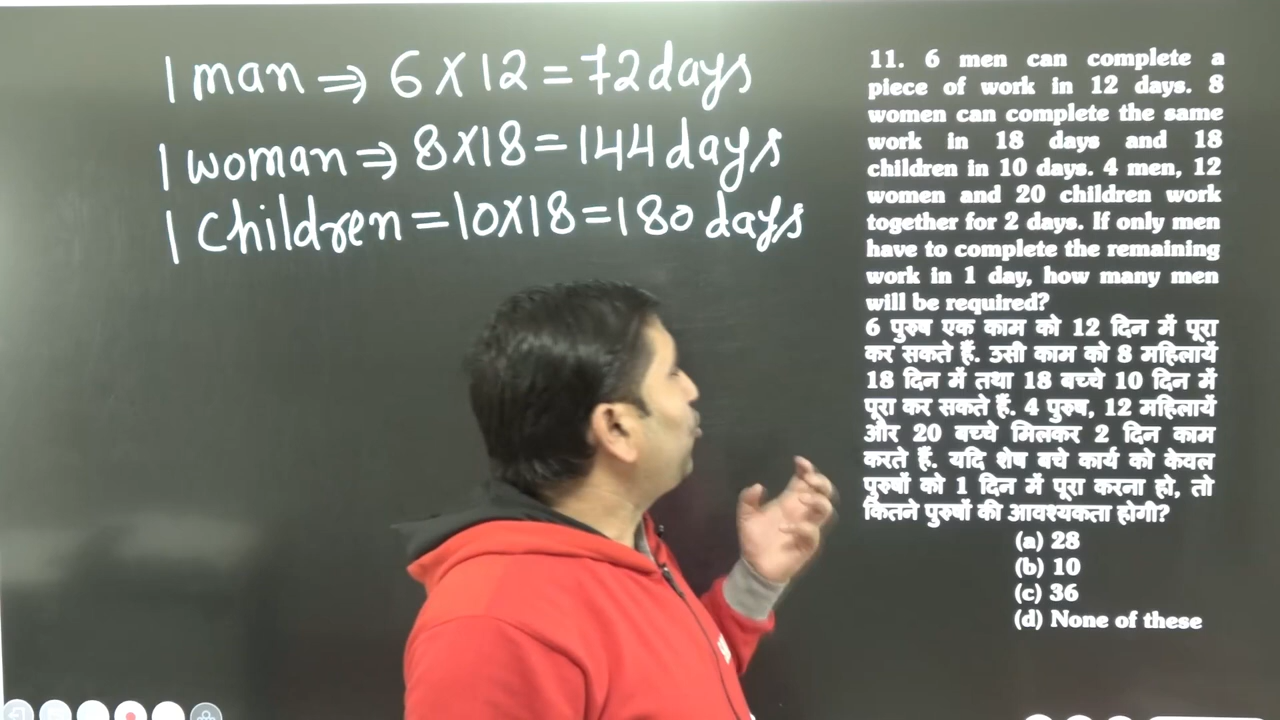 1 man ⇒ 6 X 12 = 72 days
1 woman ⇒ 8X18 = 144 days
1 Children = 10X18 = 180 days
11. 6 men can complete a
piece of work in 12 days. 8
women can complete the same
work in 18 days and 18
children in 10 days. 4 men, 12
women and 20 children work
together for 2 days. If only men
have to complete the remaining
work in 1 day, how many men
will be required?
6 पुरुष एक काम को 12 दिन में पूरा
कर सकते हैं. उसी काम को 8 महिलायें
18 दिन में तथा 18 बच्चे 10 दिन में
पूरा कर सकते हैं. 4 पुरुष, 12 महिलायें
और 20 बच्चे मिलकर 2 दिन काम
करते हैं. यदि शेष बचे कार्य को केवल
पुरुषों को 1 दिन में पूरा करना हो, तो
कितने पुरुषों की आवश्यकता होगी?
(a) 28
(b) 10
(c) 36
(d) None of these